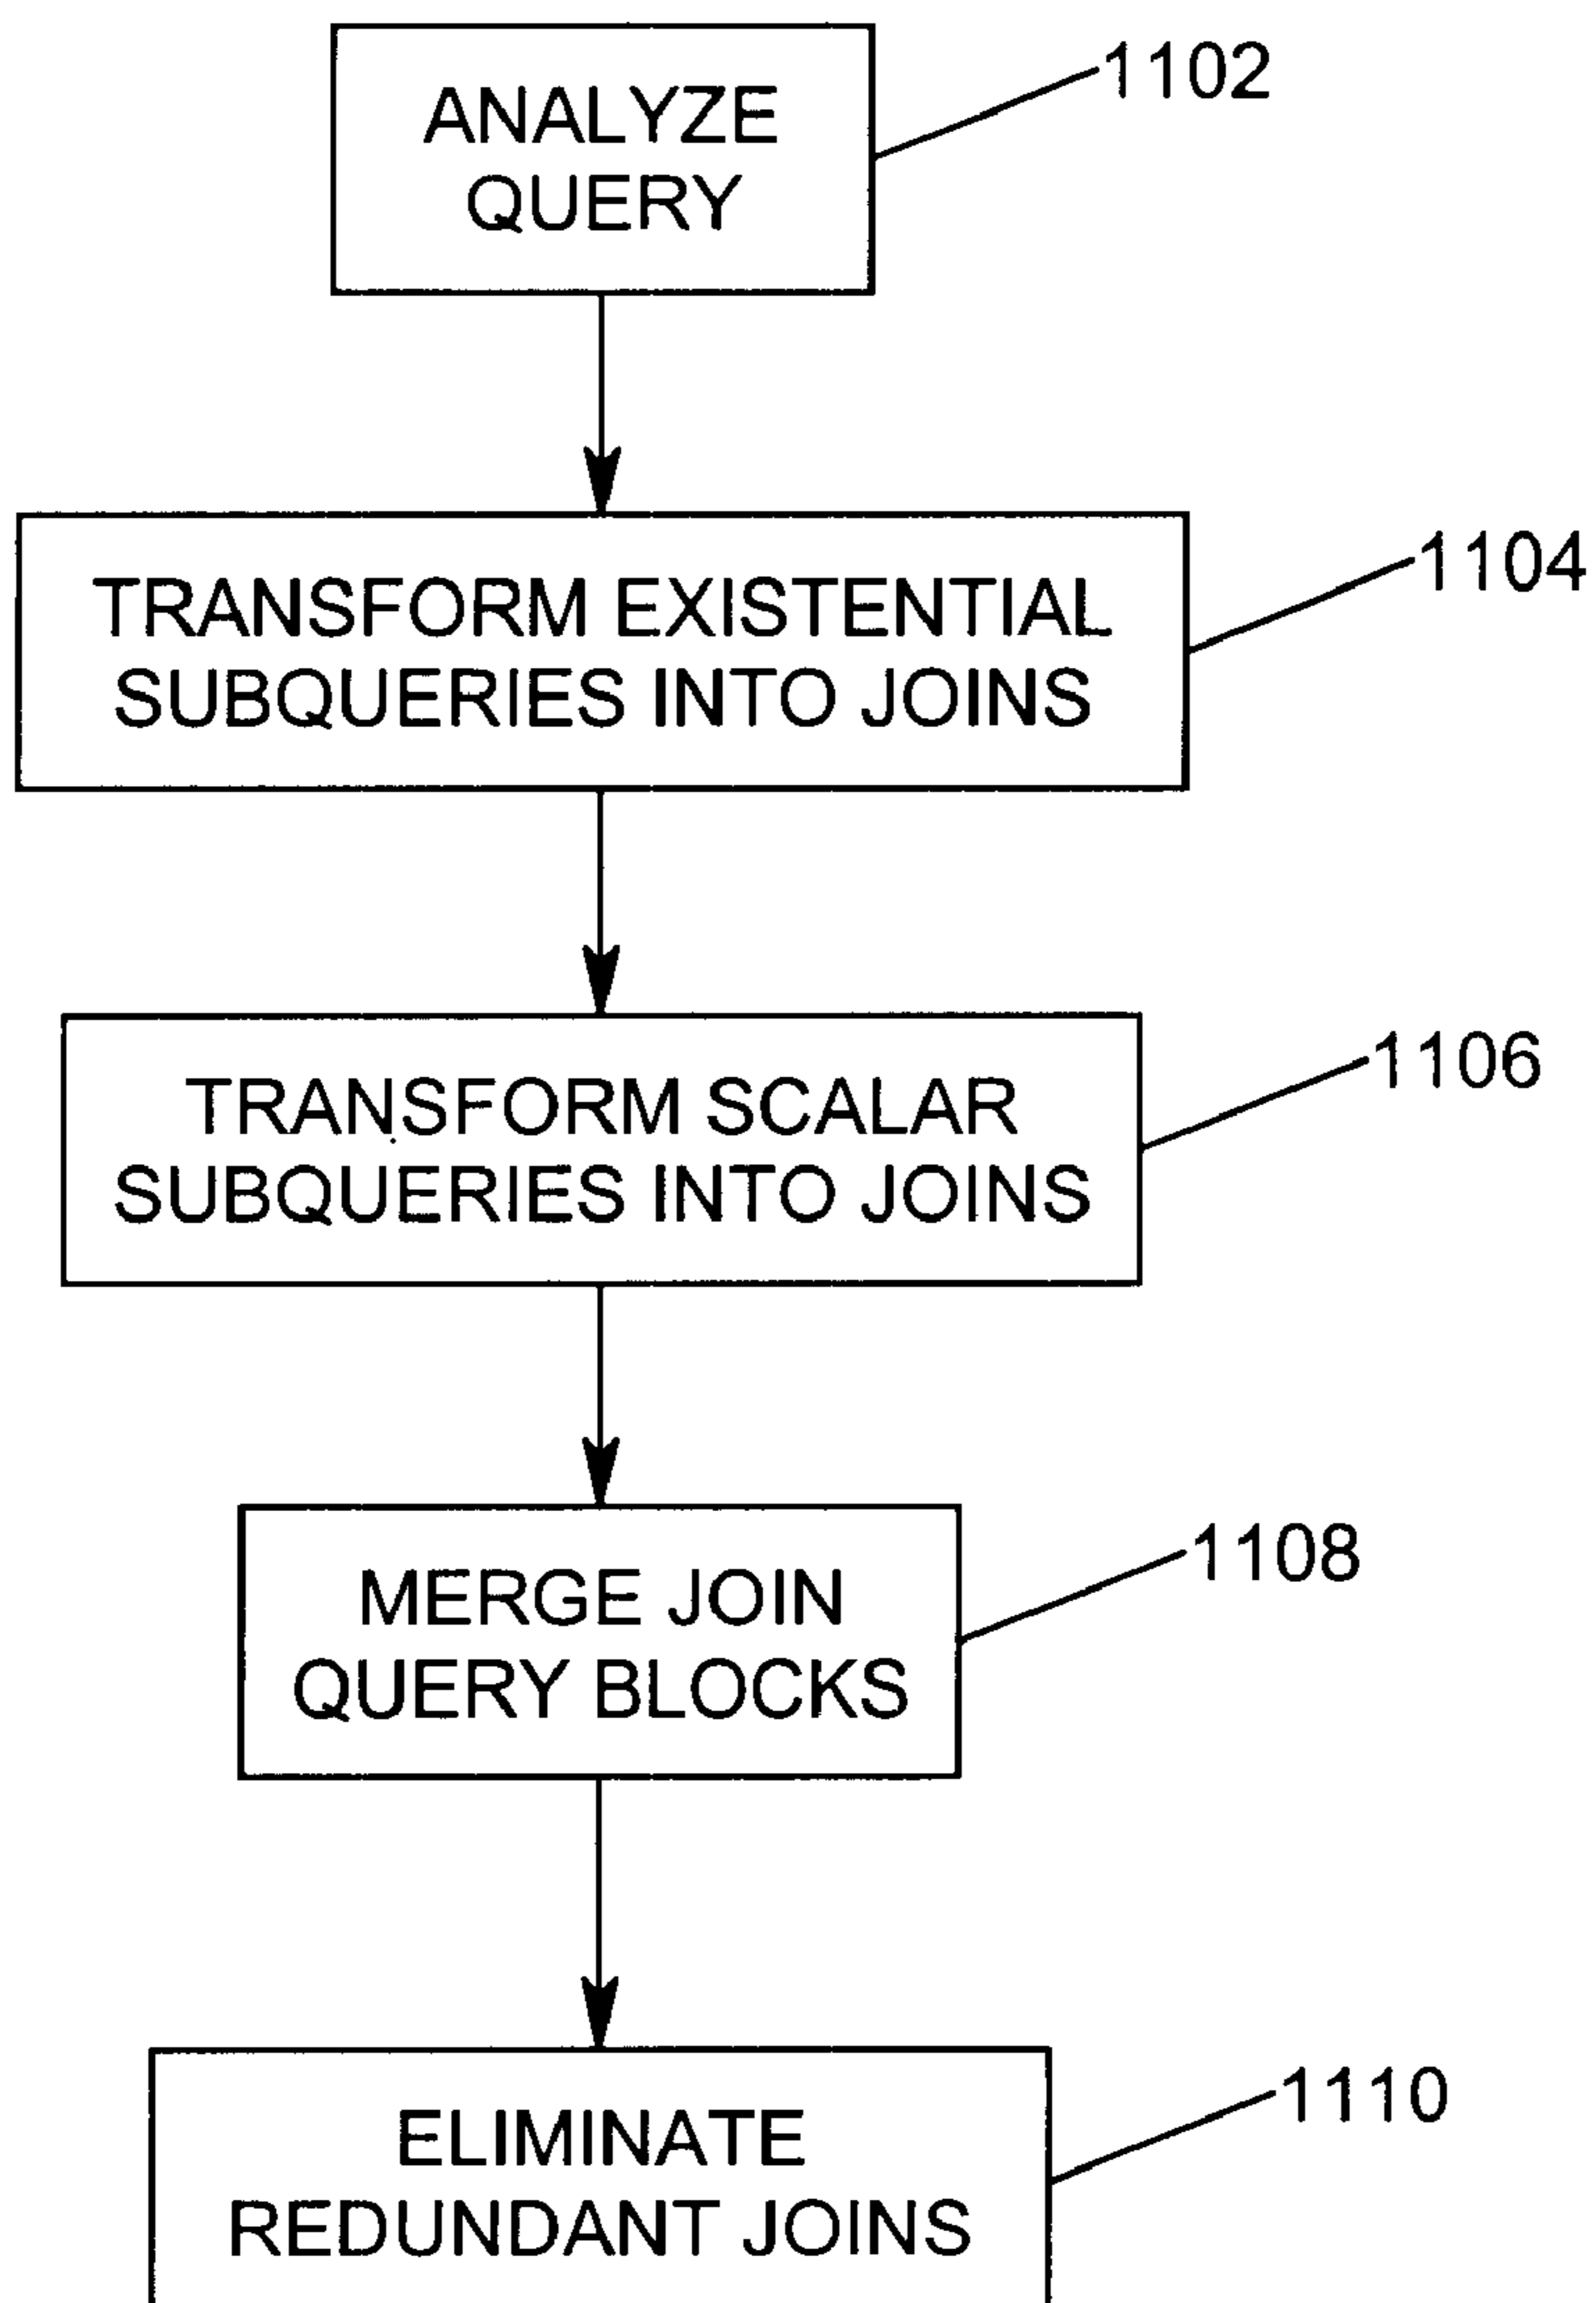 ANALYZE
QUERY
1102
TRANSFORM EXISTENTIAL
SUBQUERIES INTO JOINS
1104
TRANSFORM SCALAR
SUBQUERIES INTO JOINS
1106
MERGE JOIN
QUERY BLOCKS
1108
ELIMINATE
REDUNDANT JOINS
1110